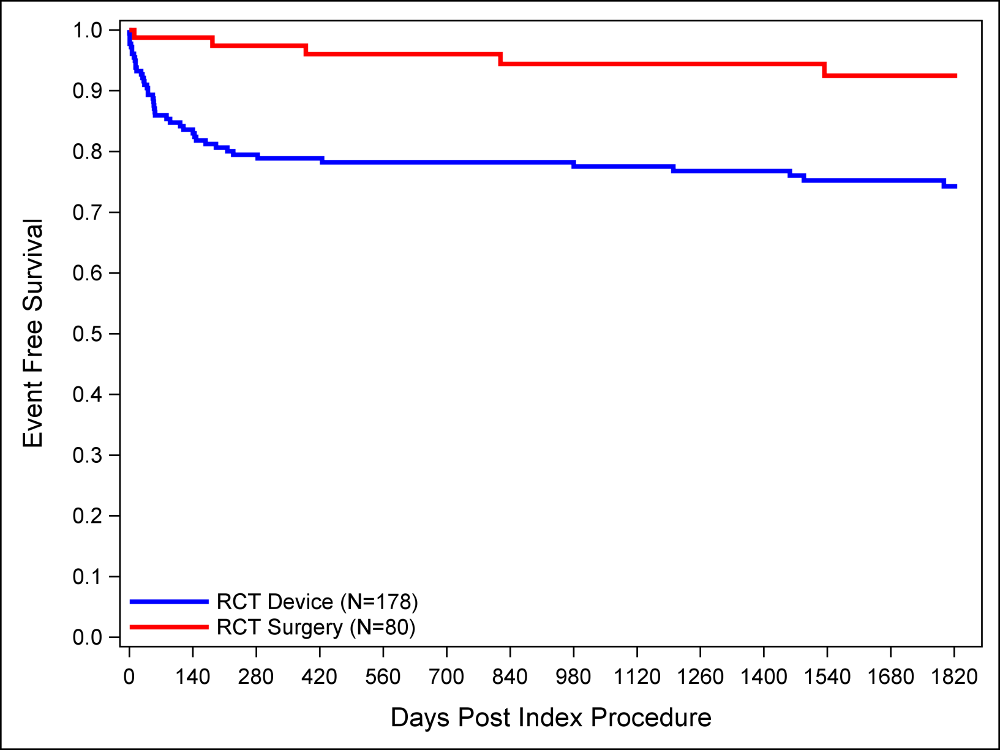 Event Free Survival
1.0
0.9
0.8
0.7
0.6
0.5
0.4
0.3
0.2
0.1
0.0
RCT Device (N=178)
RCT Surgery (N=80)
0 140 280 420 560 700 840 980 1120 1260 1400 1540 1680 1820
Days Post Index Procedure